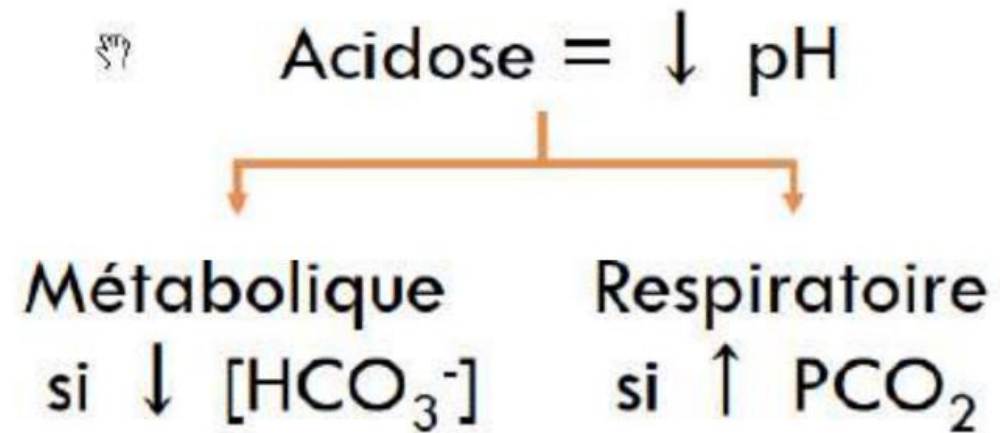 Acidose = ↓ pH
Métabolique
si ↓ [HCO₃⁻]
Respiratoire
si ↑ PCO₂